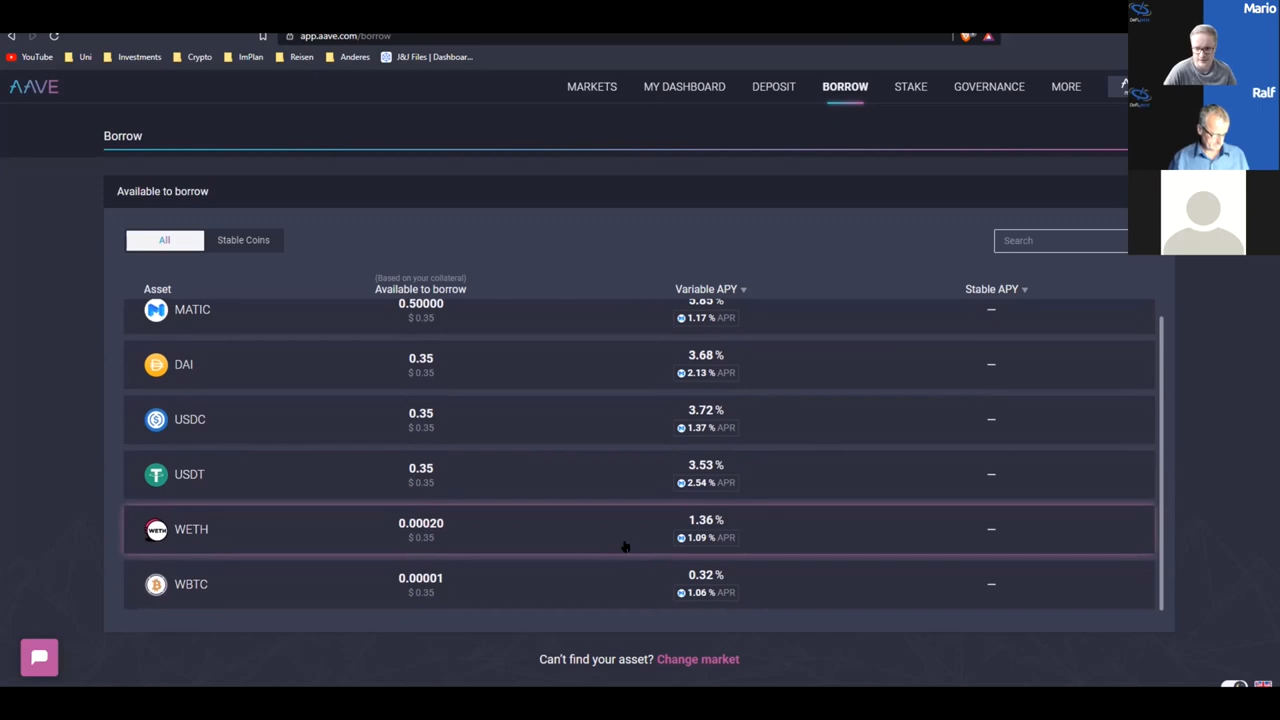 app.aave.com/borrow
YouTube Uni Investments Crypto ImPlan Reisen Anderes J&J Files | Dashboar...
AAVE MARKETS MY DASHBOARD DEPOSIT BORROW STAKE GOVERNANCE MORE
Mario
Ralf
Borrow
Available to borrow
All Stable Coins Search
(Based on your collateral)
Asset Available to borrow Variable APY Stable APY
MATIC 0.50000 5.85 % —
$ 0.35 1.17 % APR
DAI 0.35 3.68 % —
$ 0.35 2.13 % APR
USDC 0.35 3.72 % —
$ 0.35 1.37 % APR
USDT 0.35 3.53 % —
$ 0.35 2.54 % APR
WETH WETH 0.00020 1.36 % —
$ 0.35 1.09 % APR
WBTC 0.00001 0.32 % —
$ 0.35 1.06 % APR
Can't find your asset? Change market